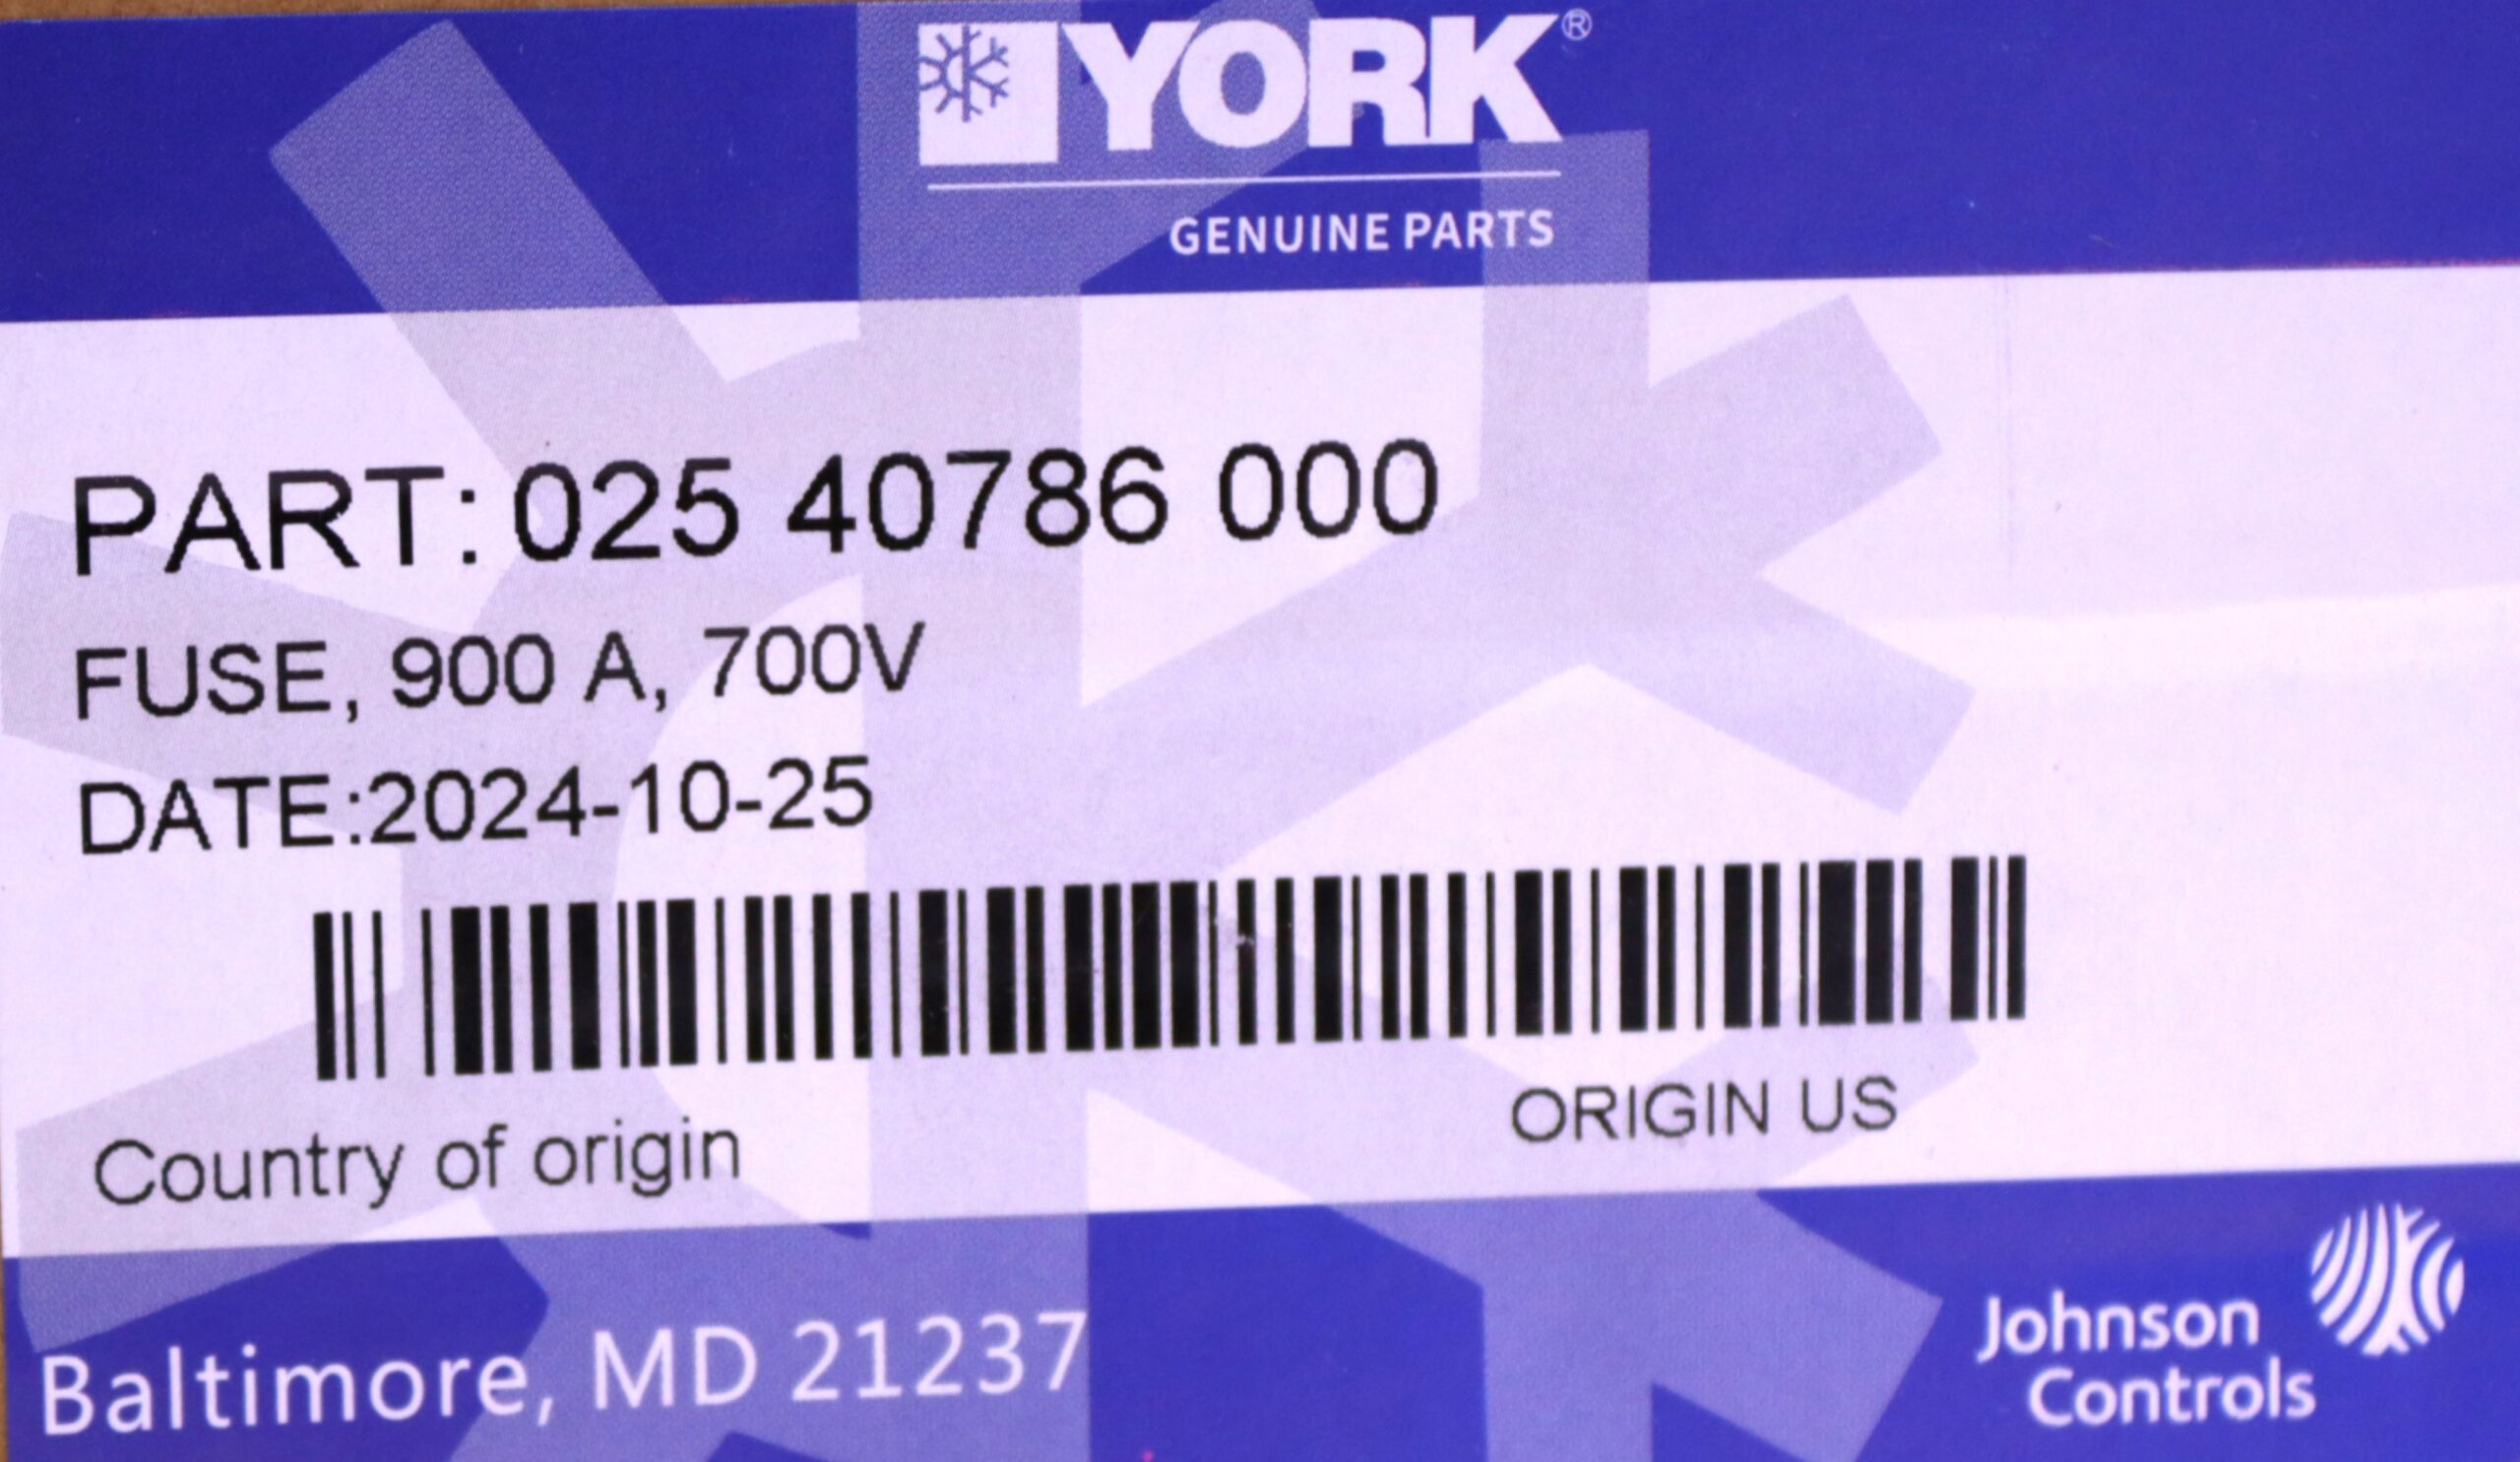 YORK®
GENUINE PARTS
PART: 025 40786 000
FUSE, 900 A, 700V
DATE:2024-10-25
ORIGIN US
Country of origin
Baltimore, MD 21237
Johnson
Controls